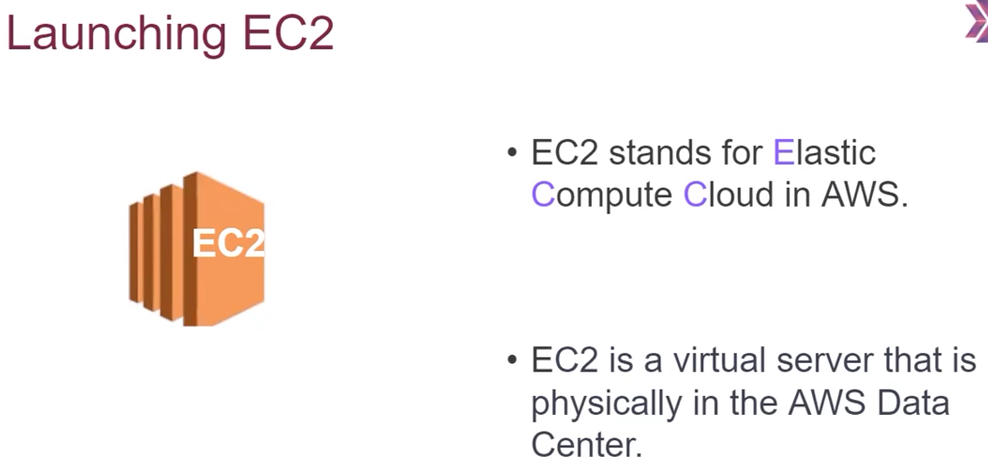 Launching EC2
EC2
• EC2 stands for Elastic
Compute Cloud in AWS.
• EC2 is a virtual server that is
physically in the AWS Data
Center.